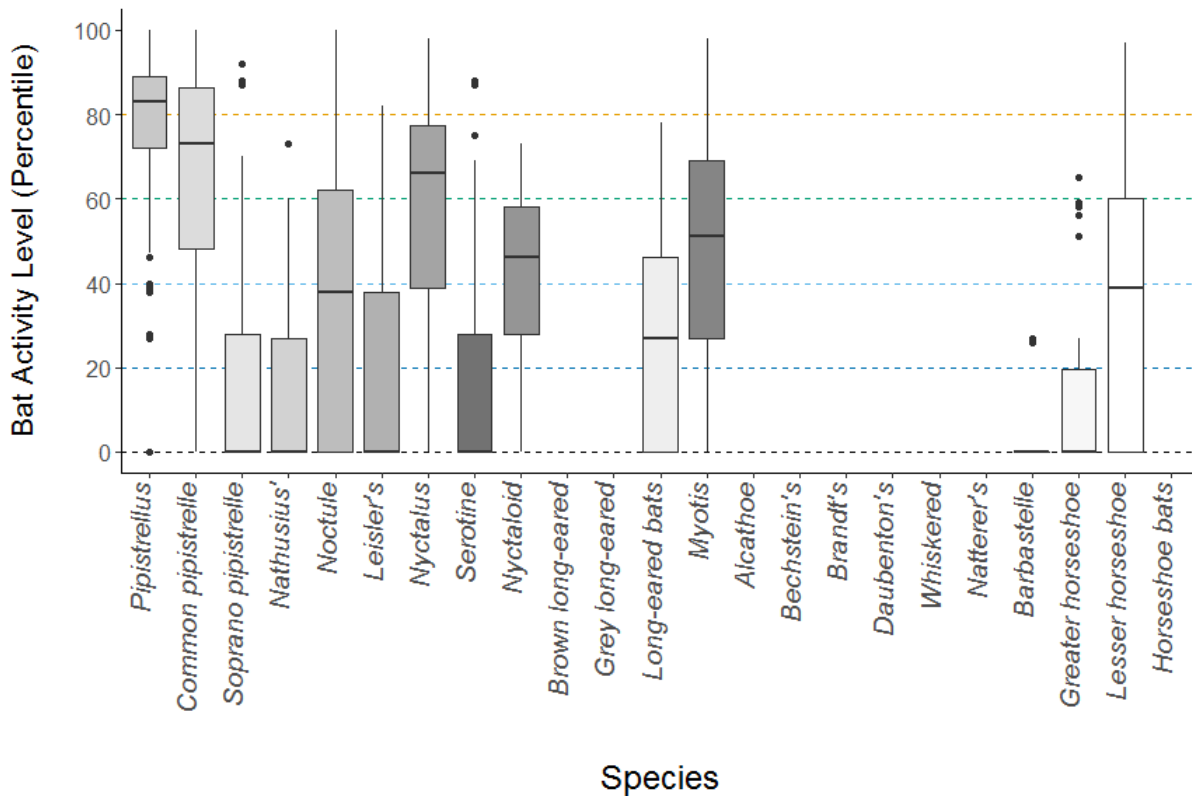 Bat Activity Level (Percentile)
100
80
60
40
20
0
Pipistrellus
Common pipistrelle
Soprano pipistrelle
Nathusius'
Noctule
Leisler's
Nyctalus
Serotine
Nyctaloid
Brown long-eared
Grey long-eared
Long-eared bats
Myotis
Alcathoe
Bechstein's
Brandt's
Daubenton's
Whiskered
Natterer's
Barbastelle
Greater horseshoe
Lesser horseshoe
Horseshoe bats
Species